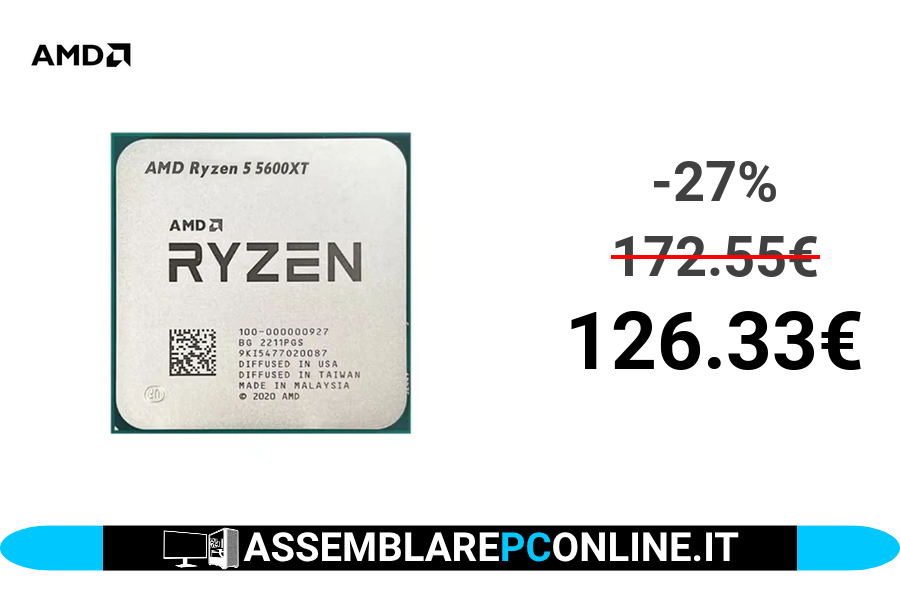 AMD
AMD Ryzen 5 5600XT
AMD
RYZEN
100-000000927
BG 2211PGS
9KI5477020087
DIFFUSED IN USA
DIFFUSED IN TAIWAN
MADE IN MALAYSIA
© 2020 AMD
-27%
172.55€
126.33€
ASSEMBLAREPCONLINE.IT